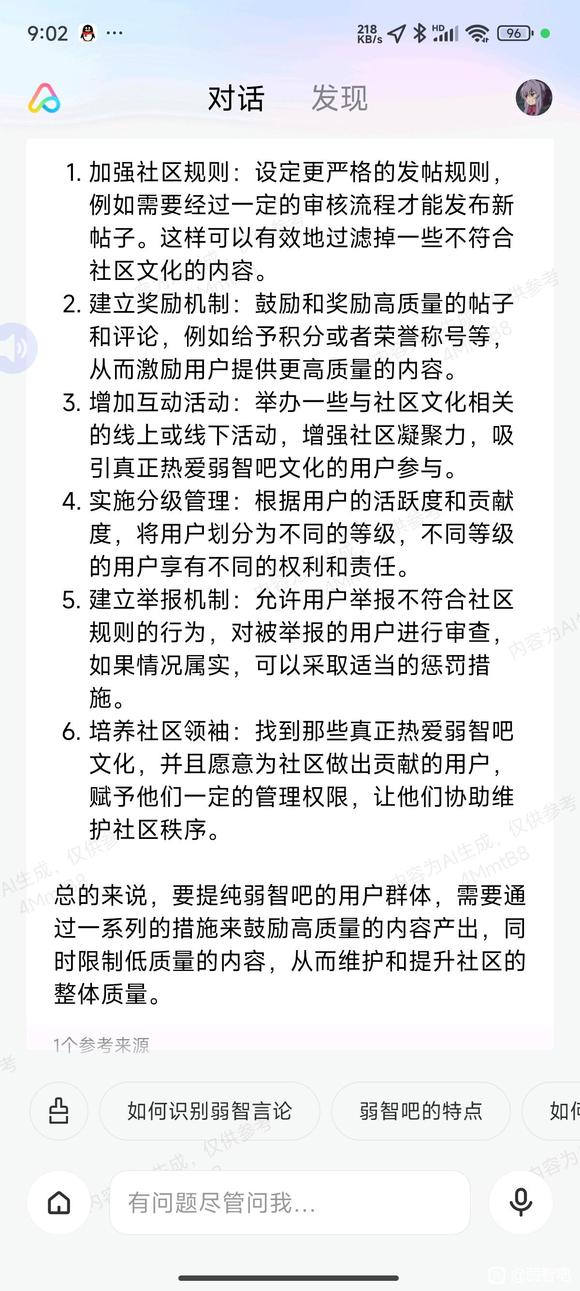 9:02 ...
218 KB/s HD 96
对话 发现
1. 加强社区规则：设定更严格的发帖规则，
例如需要经过一定的审核流程才能发布新
帖子。这样可以有效地过滤掉一些不符合
社区文化的内容。
2. 建立奖励机制：鼓励和奖励高质量的帖子
和评论，例如给予积分或者荣誉称号等，
从而激励用户提供更高质量的内容。
3. 增加互动活动：举办一些与社区文化相关
的线上或线下活动，增强社区凝聚力，吸
引真正热爱弱智吧文化的用户参与。
4. 实施分级管理：根据用户的活跃度和贡献
度，将用户划分为不同的等级，不同等级
的用户享有不同的权利和责任。
5. 建立举报机制：允许用户举报不符合社区
规则的行为，对被举报的用户进行审查，
如果情况属实，可以采取适当的惩罚措
施。
6. 培养社区领袖：找到那些真正热爱弱智吧
文化，并且愿意为社区做出贡献的用户，
赋予他们一定的管理权限，让他们协助维
护社区秩序。
内容为AI生成，仅供参考
4MmtB8
总的来说，要提纯弱智吧的用户群体，需要通
过一系列的措施来鼓励高质量的内容产出，同
时限制低质量的内容，从而维护和提升社区的
整体质量。
1个参考来源
如何识别弱智言论 弱智吧的特点 如何
有问题尽管问我...
@弱智吧